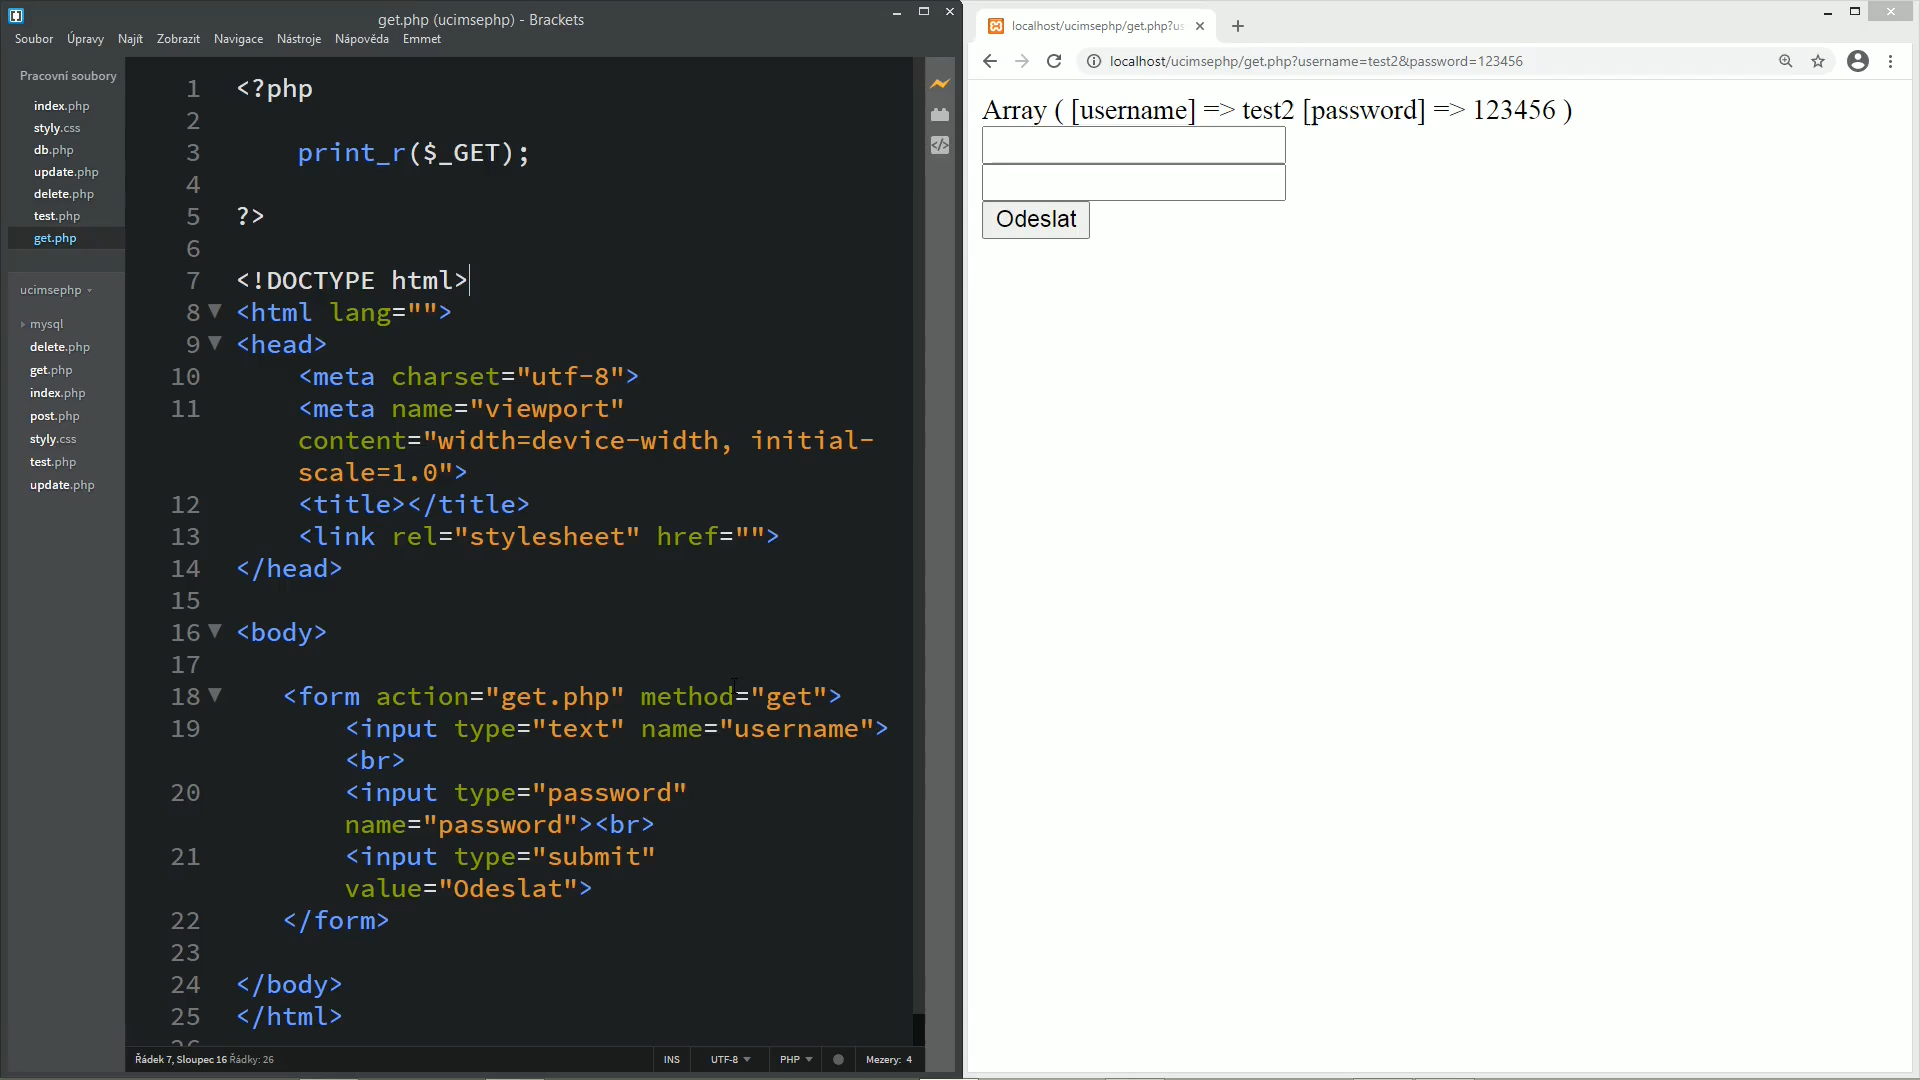 get.php (ucimsephp) - Brackets
Soubor Úpravy Najít Zobrazit Navigace Nástroje Nápověda Emmet
Pracovní soubory
index.php
styly.css
db.php
update.php
delete.php
test.php
get.php
ucimsephp
mysql
delete.php
get.php
index.php
post.php
styly.css
test.php
update.php
1 <?php
2
3 print_r($_GET);
4
5 ?>
6
7 <!DOCTYPE html>
8 <html lang="">
9 <head>
10 <meta charset="utf-8">
11 <meta name="viewport"
content="width=device-width, initial-
scale=1.0">
12 <title></title>
13 <link rel="stylesheet" href="">
14 </head>
15
16 <body>
17
18 <form action="get.php" method="get">
19 <input type="text" name="username">
<br>
20 <input type="password"
name="password"><br>
21 <input type="submit"
value="Odeslat">
22 </form>
23
24 </body>
25 </html>
26
Řádek 7, Sloupec 16 Řádky: 26
INS UTF-8 PHP Mezery: 4
localhost/ucimsephp/get.php?us
localhost/ucimsephp/get.php?username=test2&password=123456
Array ( [username] => test2 [password] => 123456 )
Odeslat